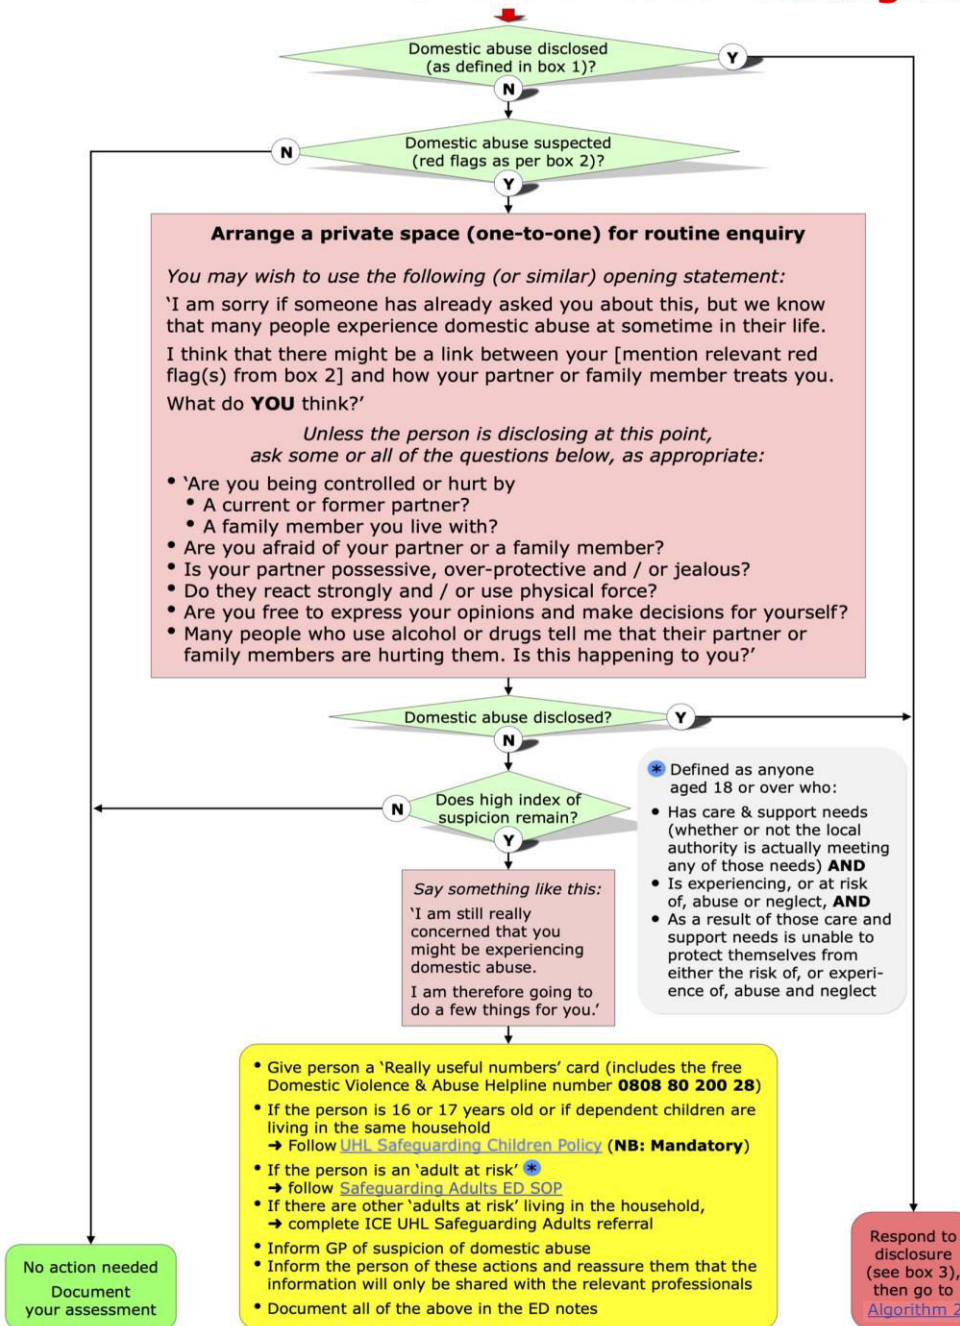 Domestic abuse disclosed
(as defined in box 1)?
Y
N
Domestic abuse suspected
(red flags as per box 2)?
N
Y
Arrange a private space (one-to-one) for routine enquiry
You may wish to use the following (or similar) opening statement:
‘I am sorry if someone has already asked you about this, but we know
that many people experience domestic abuse at sometime in their life.
I think that there might be a link between your [mention relevant red
flag(s) from box 2] and how your partner or family member treats you.
What do YOU think?’
Unless the person is disclosing at this point,
ask some or all of the questions below, as appropriate:
• ‘Are you being controlled or hurt by
• A current or former partner?
• A family member you live with?
• Are you afraid of your partner or a family member?
• Is your partner possessive, over-protective and / or jealous?
• Do they react strongly and / or use physical force?
• Are you free to express your opinions and make decisions for yourself?
• Many people who use alcohol or drugs tell me that their partner or
family members are hurting them. Is this happening to you?’
Domestic abuse disclosed?
Y
N
Does high index of
suspicion remain?
N
Y
* Defined as anyone
aged 18 or over who:
• Has care & support needs
(whether or not the local
authority is actually meeting
any of those needs) AND
• Is experiencing, or at risk
of, abuse or neglect, AND
• As a result of those care and
support needs is unable to
protect themselves from
either the risk of, or experi-
ence of, abuse and neglect
Say something like this:
‘I am still really
concerned that you
might be experiencing
domestic abuse.
I am therefore going to
do a few things for you.’
• Give person a ‘Really useful numbers’ card (includes the free
Domestic Violence & Abuse Helpline number 0808 80 200 28)
• If the person is 16 or 17 years old or if dependent children are
living in the same household
→ Follow UHL Safeguarding Children Policy (NB: Mandatory)
• If the person is an ‘adult at risk’ *
→ follow Safeguarding Adults ED SOP
• If there are other ‘adults at risk’ living in the household,
→ complete ICE UHL Safeguarding Adults referral
• Inform GP of suspicion of domestic abuse
• Inform the person of these actions and reassure them that the
information will only be shared with the relevant professionals
• Document all of the above in the ED notes
No action needed
Document
your assessment
Respond to
disclosure
(see box 3),
then go to
Algorithm 2